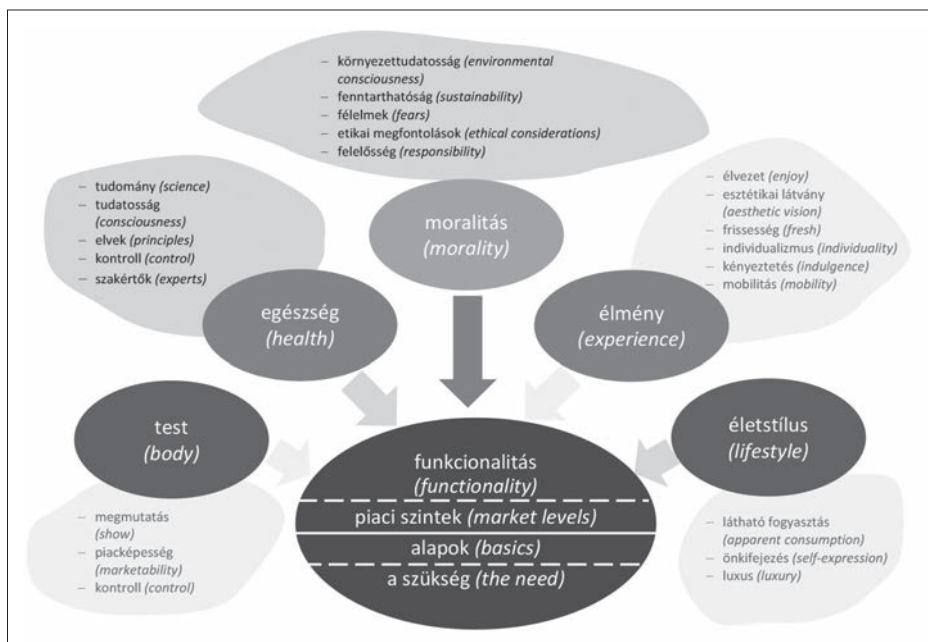 – környezettudatosság (environmental
consciousness)
– fenntarthatóság (sustainability)
– félelmek (fears)
– etikai megfontolások (ethical considerations)
– felelősség (responsibility)
– tudomány (science)
– tudatosság
(consciousness)
– elvek (principles)
– kontroll (control)
– szakértők (experts)
moralitás
(morality)
– élvezet (enjoy)
– esztétikai látvány
(aesthetic vision)
– frissesség (fresh)
– individualizmus (individuality)
– kényeztetés (indulgence)
– mobilitás (mobility)
egészség
(health)
élmény
(experience)
test
(body)
életstílus
(lifestyle)
funkcionalitás
(functionality)
piaci szintek (market levels)
alapok (basics)
a szükség (the need)
– megmutatás
(show)
– piacképesség
(marketability)
– kontroll (control)
– látható fogyasztás
(apparent consumption)
– önkifejezés (self-expression)
– luxus (luxury)